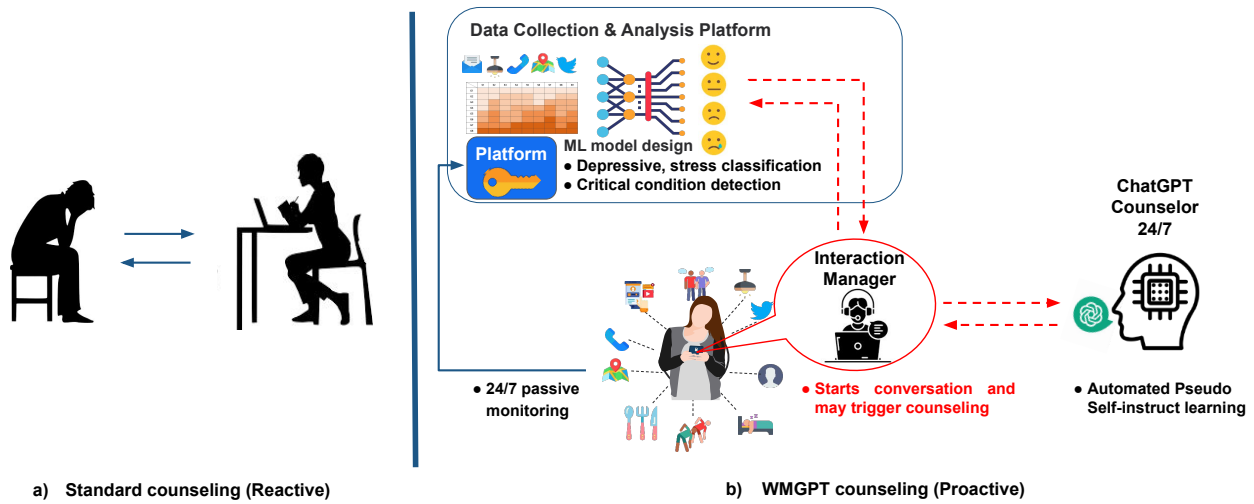 Data Collection & Analysis Platform
Platform
ML model design
● Depressive, stress classification
● Critical condition detection
ChatGPT
Counselor
24/7
Interaction
Manager
● 24/7 passive
monitoring
● Starts conversation and
may trigger counseling
● Automated Pseudo
Self-instruct learning
a) Standard counseling (Reactive)
b) WMGPT counseling (Proactive)